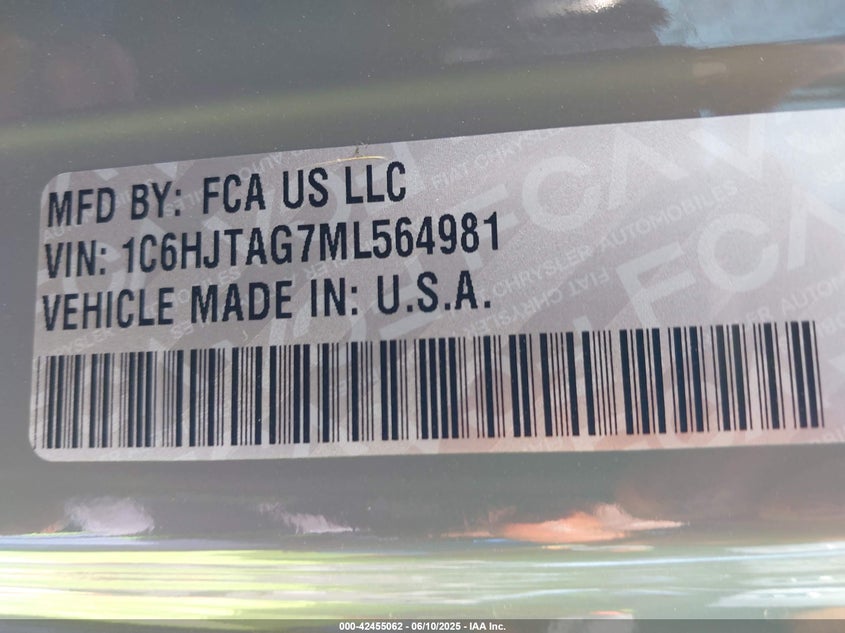 MFD BY: FCA US LLC
VIN: 1C6HJTAG7ML564981
VEHICLE MADE IN: U.S.A.
000-42455062 - 06/10/2025 - IAA Inc.